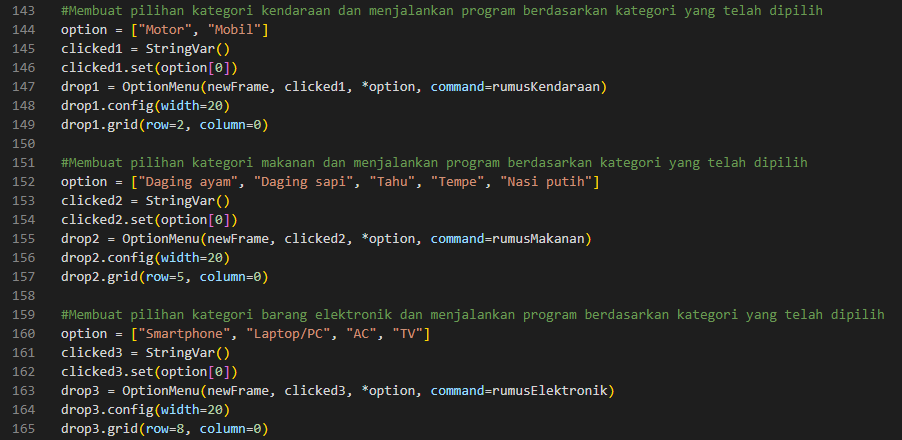 143 #Membuat pilihan kategori kendaraan dan menjalankan program berdasarkan kategori yang telah dipilih
144 option = ["Motor", "Mobil"]
145 clicked1 = StringVar()
146 clicked1.set(option[0])
147 drop1 = OptionMenu(newFrame, clicked1, *option, command=rumusKendaraan)
148 drop1.config(width=20)
149 drop1.grid(row=2, column=0)
150
151 #Membuat pilihan kategori makanan dan menjalankan program berdasarkan kategori yang telah dipilih
152 option = ["Daging ayam", "Daging sapi", "Tahu", "Tempe", "Nasi putih"]
153 clicked2 = StringVar()
154 clicked2.set(option[0])
155 drop2 = OptionMenu(newFrame, clicked2, *option, command=rumusMakanan)
156 drop2.config(width=20)
157 drop2.grid(row=5, column=0)
158
159 #Membuat pilihan kategori barang elektronik dan menjalankan program berdasarkan kategori yang telah dipilih
160 option = ["Smartphone", "Laptop/PC", "AC", "TV"]
161 clicked3 = StringVar()
162 clicked3.set(option[0])
163 drop3 = OptionMenu(newFrame, clicked3, *option, command=rumusElektronik)
164 drop3.config(width=20)
165 drop3.grid(row=8, column=0)